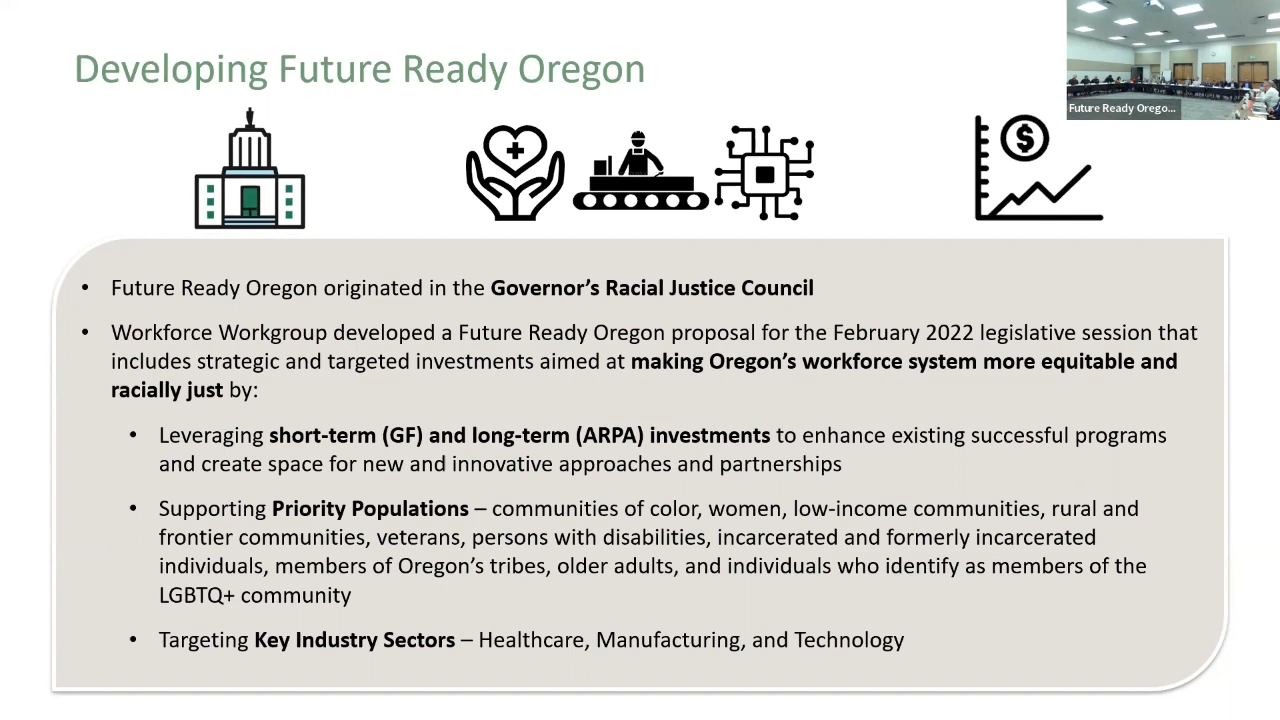 Developing Future Ready Oregon
Future Ready Orego...
$
• Future Ready Oregon originated in the Governor's Racial Justice Council
• Workforce Workgroup developed a Future Ready Oregon proposal for the February 2022 legislative session that
includes strategic and targeted investments aimed at making Oregon's workforce system more equitable and
racially just by:
• Leveraging short-term (GF) and long-term (ARPA) investments to enhance existing successful programs
and create space for new and innovative approaches and partnerships
• Supporting Priority Populations – communities of color, women, low-income communities, rural and
frontier communities, veterans, persons with disabilities, incarcerated and formerly incarcerated
individuals, members of Oregon's tribes, older adults, and individuals who identify as members of the
LGBTQ+ community
• Targeting Key Industry Sectors – Healthcare, Manufacturing, and Technology